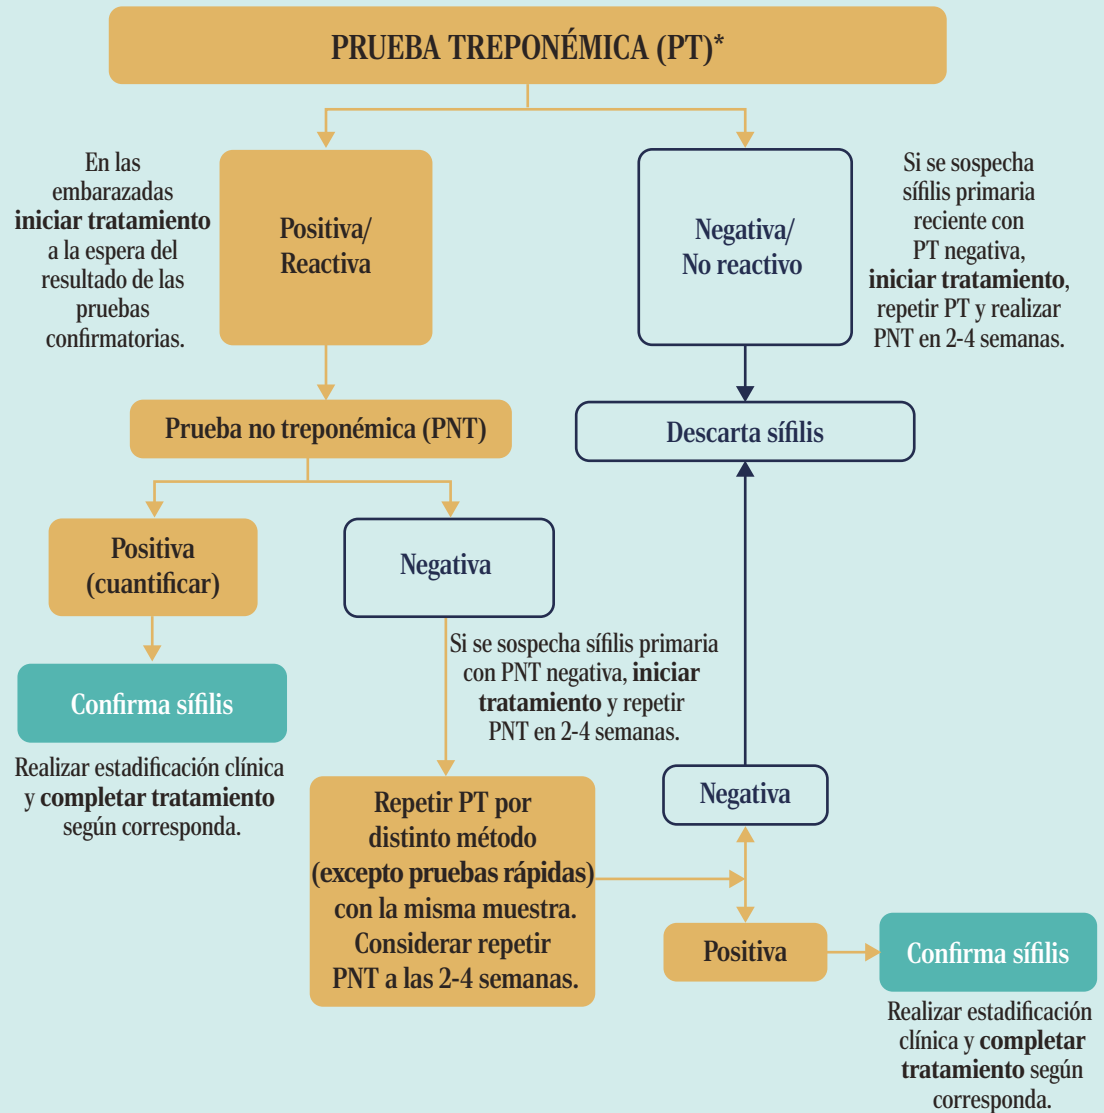 PRUEBA TREPONÉMICA (PT)*
En las
embarazadas
iniciar tratamiento
a la espera del
resultado de las
pruebas
confirmatorias.
Positiva/
Reactiva
Negativa/
No reactivo
Si se sospecha
sífilis primaria
reciente con
PT negativa,
iniciar tratamiento,
repetir PT y realizar
PNT en 2-4 semanas.
Prueba no treponémica (PNT)
Descarta sífilis
Positiva
(cuantificar)
Negativa
Confirma sífilis
Realizar estadificación clínica
y completar tratamiento
según corresponda.
Si se sospecha sífilis primaria
con PNT negativa, iniciar
tratamiento y repetir
PNT en 2-4 semanas.
Repetir PT por
distinto método
(excepto pruebas rápidas)
con la misma muestra.
Considerar repetir
PNT a las 2-4 semanas.
Negativa
Positiva
Confirma sífilis
Realizar estadificación
clínica y completar
tratamiento según
corresponda.